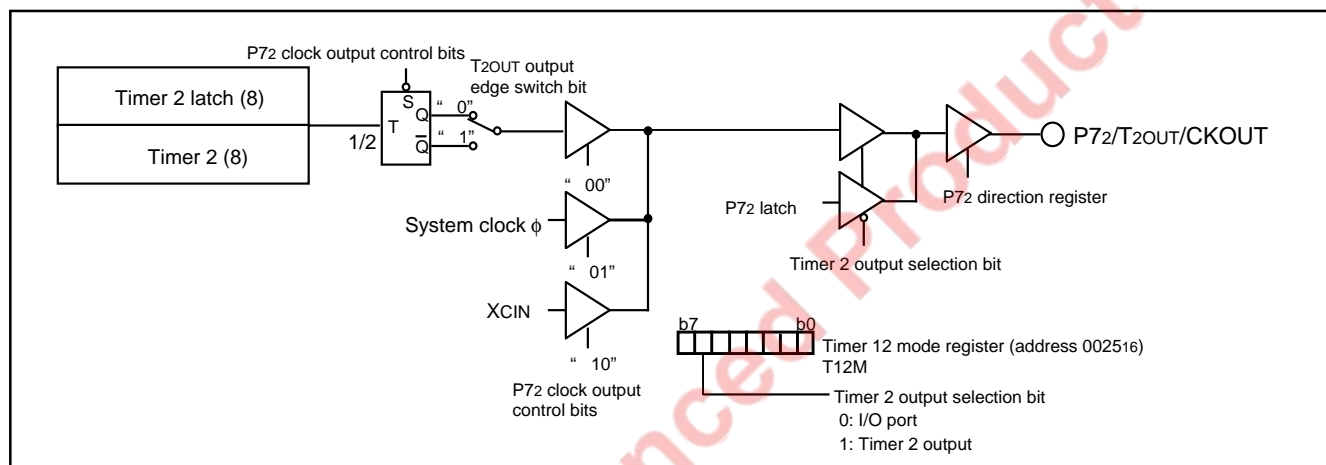 P72 clock output control bits
T2OUT output
edge switch bit
Timer 2 latch (8)
Timer 2 (8)
1/2
S
T
Q
Q̅
“ 0”
“ 1”
“ 00”
System clock ϕ
“ 01”
XCIN
“ 10”
P72 clock output
control bits
P72 latch
Timer 2 output selection bit
P72 direction register
P72/T2OUT/CKOUT
b7
b0
Timer 12 mode register (address 002516)
T12M
Timer 2 output selection bit
0: I/O port
1: Timer 2 output
nced Product